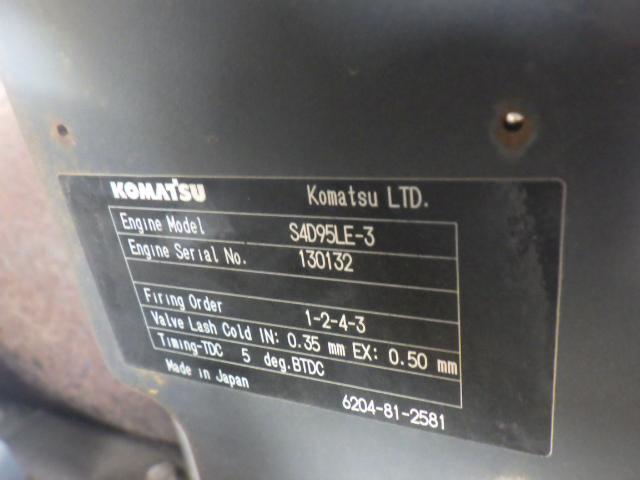 KOMATSU Komatsu LTD.
Engine Model S4D95LE-3
Engine Serial No. 130132
Firing Order 1-2-4-3
Valve Lash Cold IN: 0.35 mm EX: 0.50 mm
Timing-TDC 5 deg.BTDC
Made in Japan 6204-81-2581